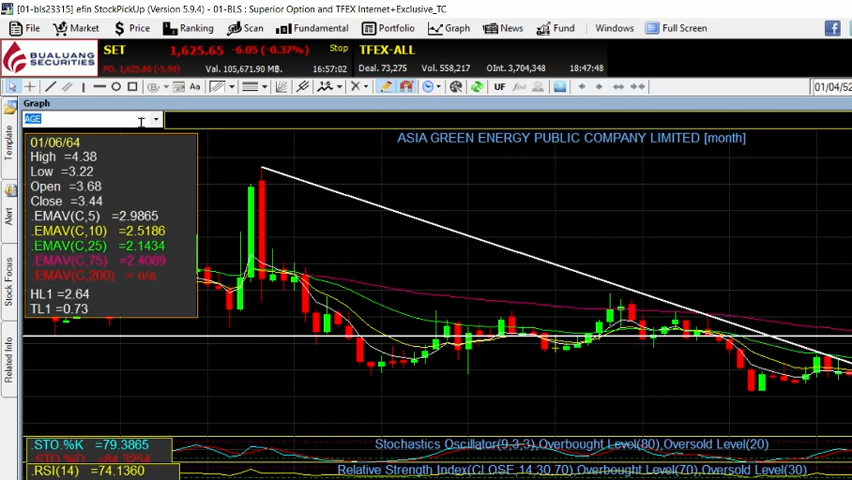 [01-bls23315] efin StockPickUp (Version 5.9.4) - 01-BLS : Superior Option and TFEX Internet+Exclusive_TC
File Market Price Ranking Scan Fundamental Graph News Fund Portfolio Windows Full Screen
BUALUANG SECURITIES
SET 1,625.65 -6.05 (-0.37%) Stop
Val. 105,671.90 MB. 16:57:02
TFEX-ALL
Deal. 73,275 Vol. 558,217 OInt. 3,704,348 18:47:48
Aa UF 01/04/52
Graph
AGE
Template
Alert
Stock Focus
Related Info
ASIA GREEN ENERGY PUBLIC COMPANY LIMITED [month]
01/06/64
High =4.38
Low =3.22
Open =3.68
Close =3.44
.EMAV(C,5) =2.9865
.EMAV(C,10) =2.5186
.EMAV(C,25) =2.1434
.EMAV(C,75) =2.4089
.EMAV(C,200) = n/a
HL1 =2.64
TL1 =0.73
.STO.%K =79.3865
.STO.%D =84.3254
Stochastics Oscillator(9,3,3),Overbought Level(80),Oversold Level(20)
.RSI(14) =74.1360
Relative Strength Index(CLOSE,14,30,70),Overbought Level(70),Oversold Level(30)